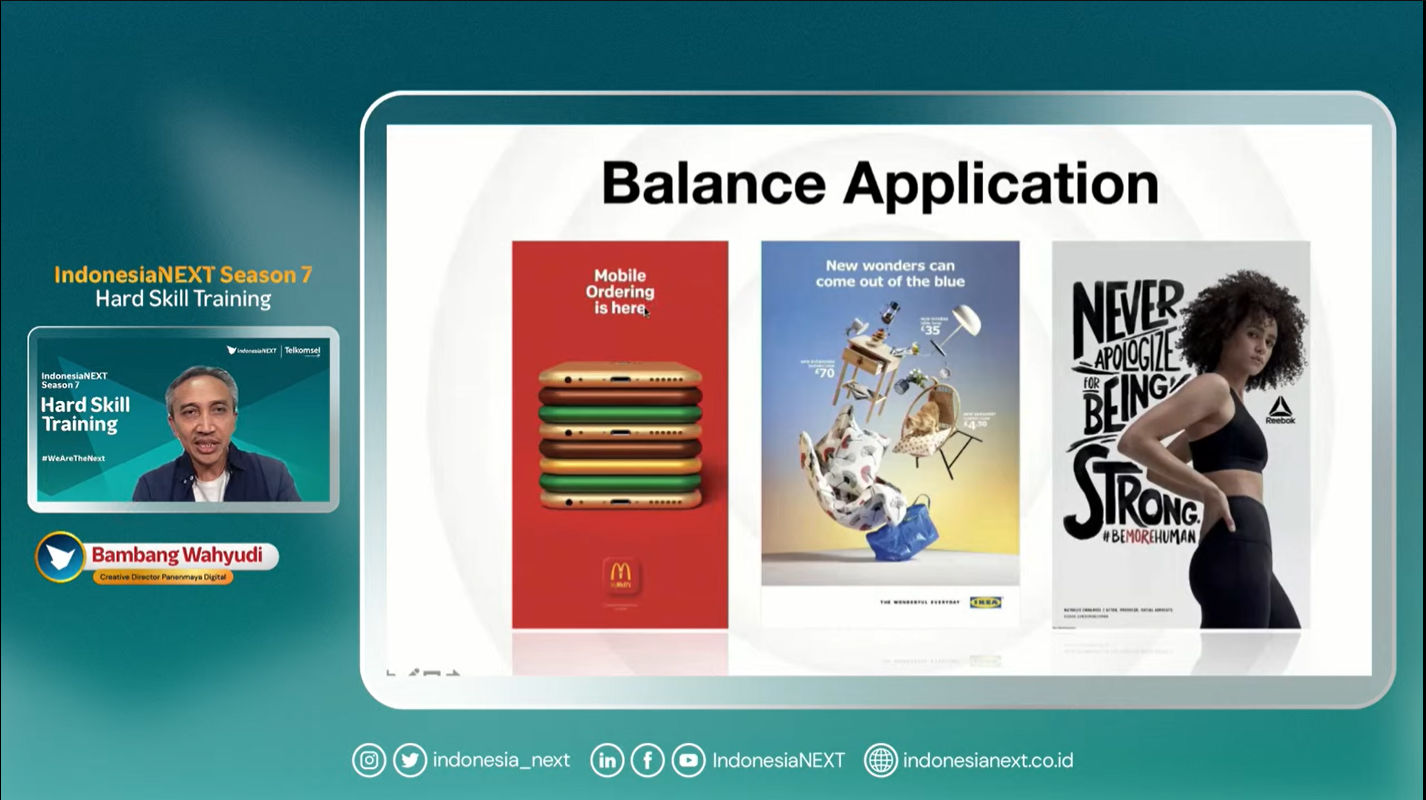 Balance Application
Mobile
Ordering
is here
New wonders can
come out of the blue
£35
£70
£4.50
THE WONDERFUL EVERYDAY
IKEA
NEVER
APOLOGIZE
FOR
BEING
STRONG.
#BEMOREHUMAN
Reebok
IndonesiaNEXT Season 7
Hard Skill Training
IndonesiaNEXT | Telkomsel
IndonesiaNEXT
Season 7
Hard Skill
Training
#WeAreTheNext
Bambang Wahyudi
Creative Director Panenmaya Digital
indonesia_next
IndonesiaNEXT
indonesianext.co.id